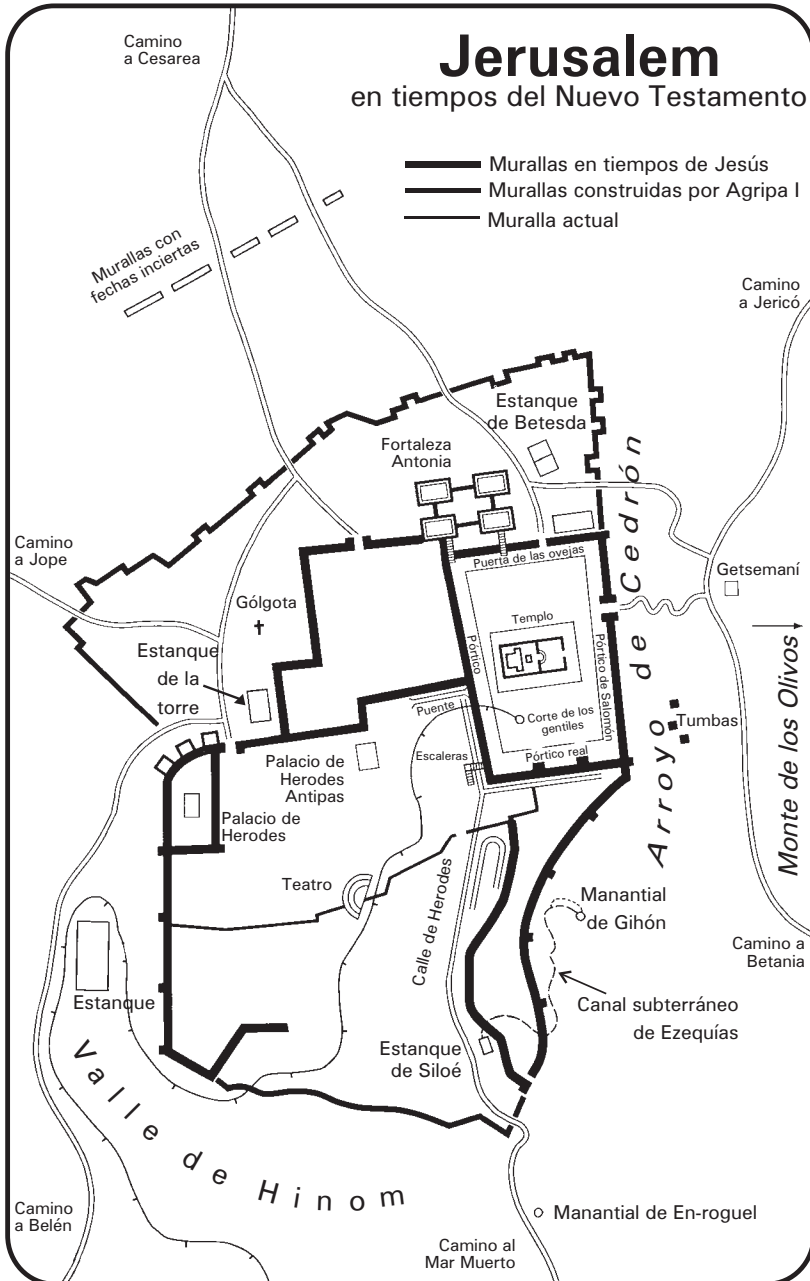 Jerusalem
en tiempos del Nuevo Testamento
Camino
a Cesarea
Murallas en tiempos de Jesús
Murallas construidas por Agripa I
Muralla actual
Murallas con
fechas inciertas
Camino
a Jericó
Estanque
de Betesda
Fortaleza
Antonia
Arroyo de Cedrón
Camino
a Jope
Puerta de las ovejas
Getsemaní
Gólgota
Templo
Pórtico
Pórtico de Salomón
Estanque
de la
torre
Monte de los Olivos
Puente
Corte de los
gentiles
Tumbas
Escaleras
Pórtico real
Palacio de
Herodes
Antipas
Palacio de
Herodes
Teatro
Calle de Herodes
Manantial
de Gihón
Camino a
Betania
Estanque
Canal subterráneo
de Ezequías
Estanque
de Siloé
Valle de Hinom
Camino
a Belén
Manantial de En-roguel
Camino al
Mar Muerto